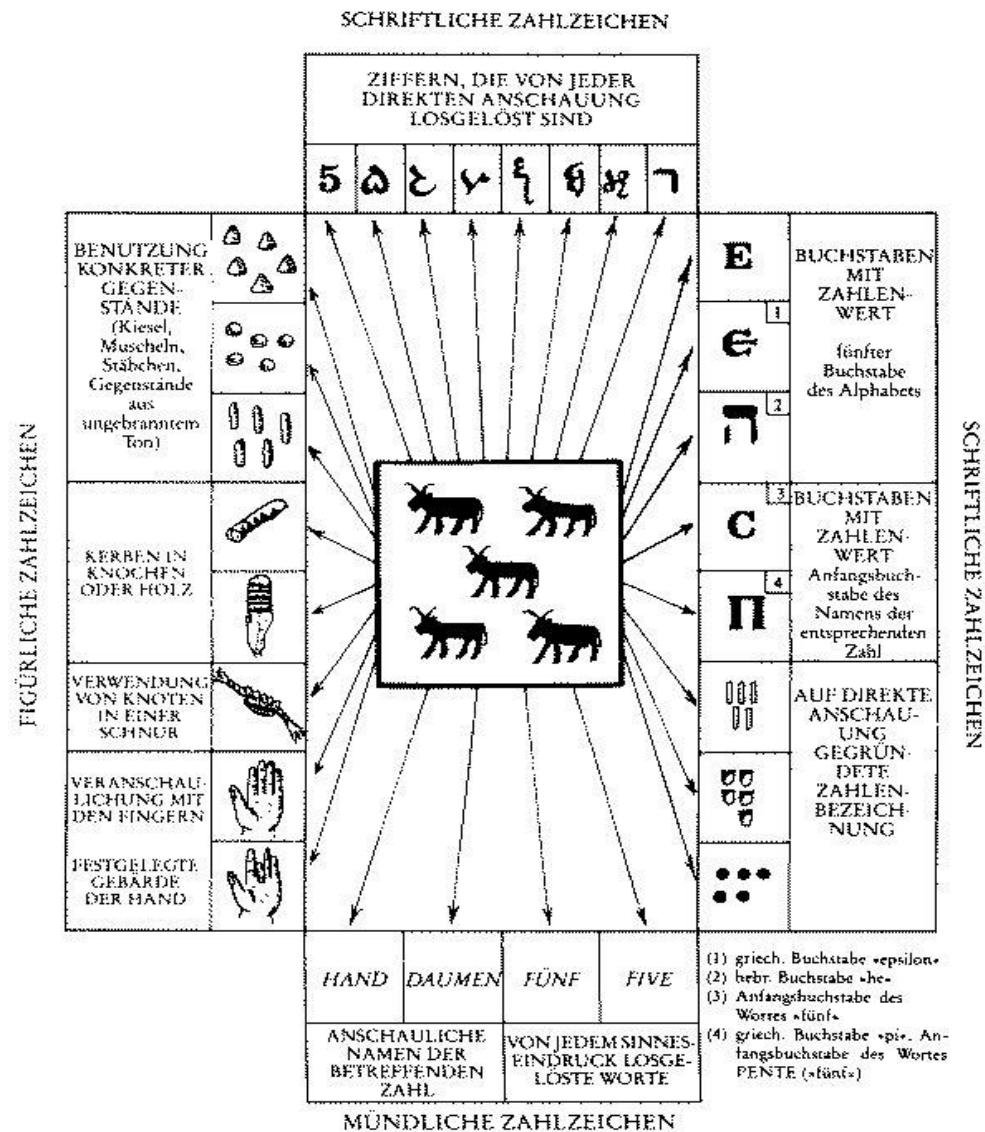 SCHRIFTLICHE ZAHLZEICHEN
ZIFFERN, DIE VON JEDER
DIREKTEN ANSCHAUUNG
LOSGELÖST SIND
5
FIGÜRLICHE ZAHLZEICHEN
BENUTZUNG
KONKRETER
GEGEN-
STÄNDE
(Kiesel,
Muscheln,
Stäbchen,
Gegenstände
aus
ungebranntem
Ton)
KERBEN IN
KNOCHEN
ODER HOLZ
VERWENDUNG
VON KNOTEN
IN EINER
SCHNUR
VERANSCHAU-
LICHUNG MIT
DEN FINGERN
FESTGELEGTE
GEBÄRDE
DER HAND
E
1
2
ה
3
C
4
Π
BUCHSTABEN
MIT
ZAHLEN-
WERT
fünfter
Buchstabe
des Alphabets
BUCHSTABEN
MIT
ZAHLEN-
WERT
Anfangsbuch-
stabe des
Namens der
entsprechenden
Zahl
AUF DIREKTE
ANSCHAU-
UNG
GEGRÜN-
DETE
ZAHLEN-
BEZEICH-
NUNG
SCHRIFTLICHE ZAHLZEICHEN
HAND DAUMEN FÜNF FIVE
ANSCHAULICHE
NAMEN DER
BETREFFENDEN
ZAHL
VON JEDEM SINNES-
EINDRUCK LOSGE-
LÖSTE WORTE
MÜNDLICHE ZAHLZEICHEN
(1) griech. Buchstabe »epsilon«
(2) hebr. Buchstabe »he«
(3) Anfangsbuchstabe des
Wortes »fünf«
(4) griech. Buchstabe »pi«. An-
fangsbuchstabe des Wortes
PENTE (»fünf«)